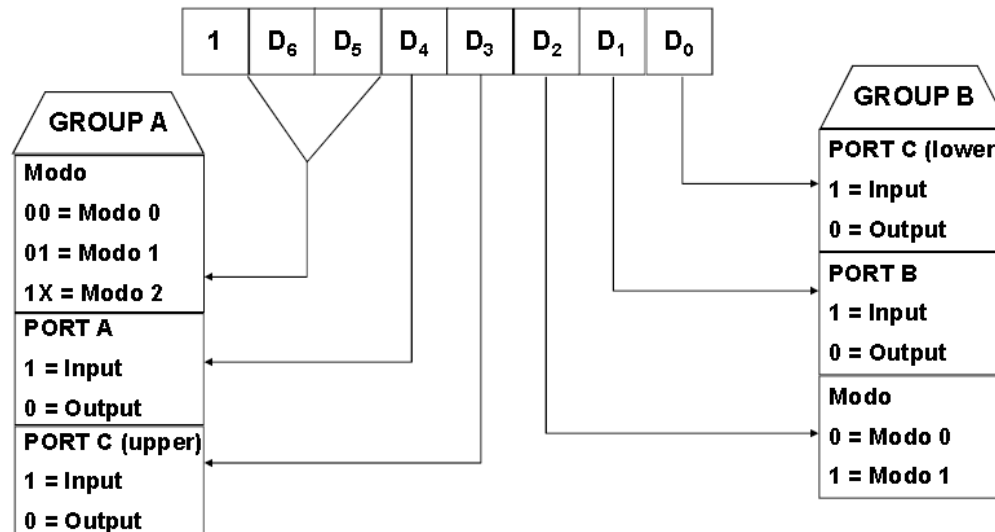 1 D₆ D₅ D₄ D₃ D₂ D₁ D₀
GROUP A
Modo
00 = Modo 0
01 = Modo 1
1X = Modo 2
PORT A
1 = Input
0 = Output
PORT C (upper)
1 = Input
0 = Output
GROUP B
PORT C (lower
1 = Input
0 = Output
PORT B
1 = Input
0 = Output
Modo
0 = Modo 0
1 = Modo 1